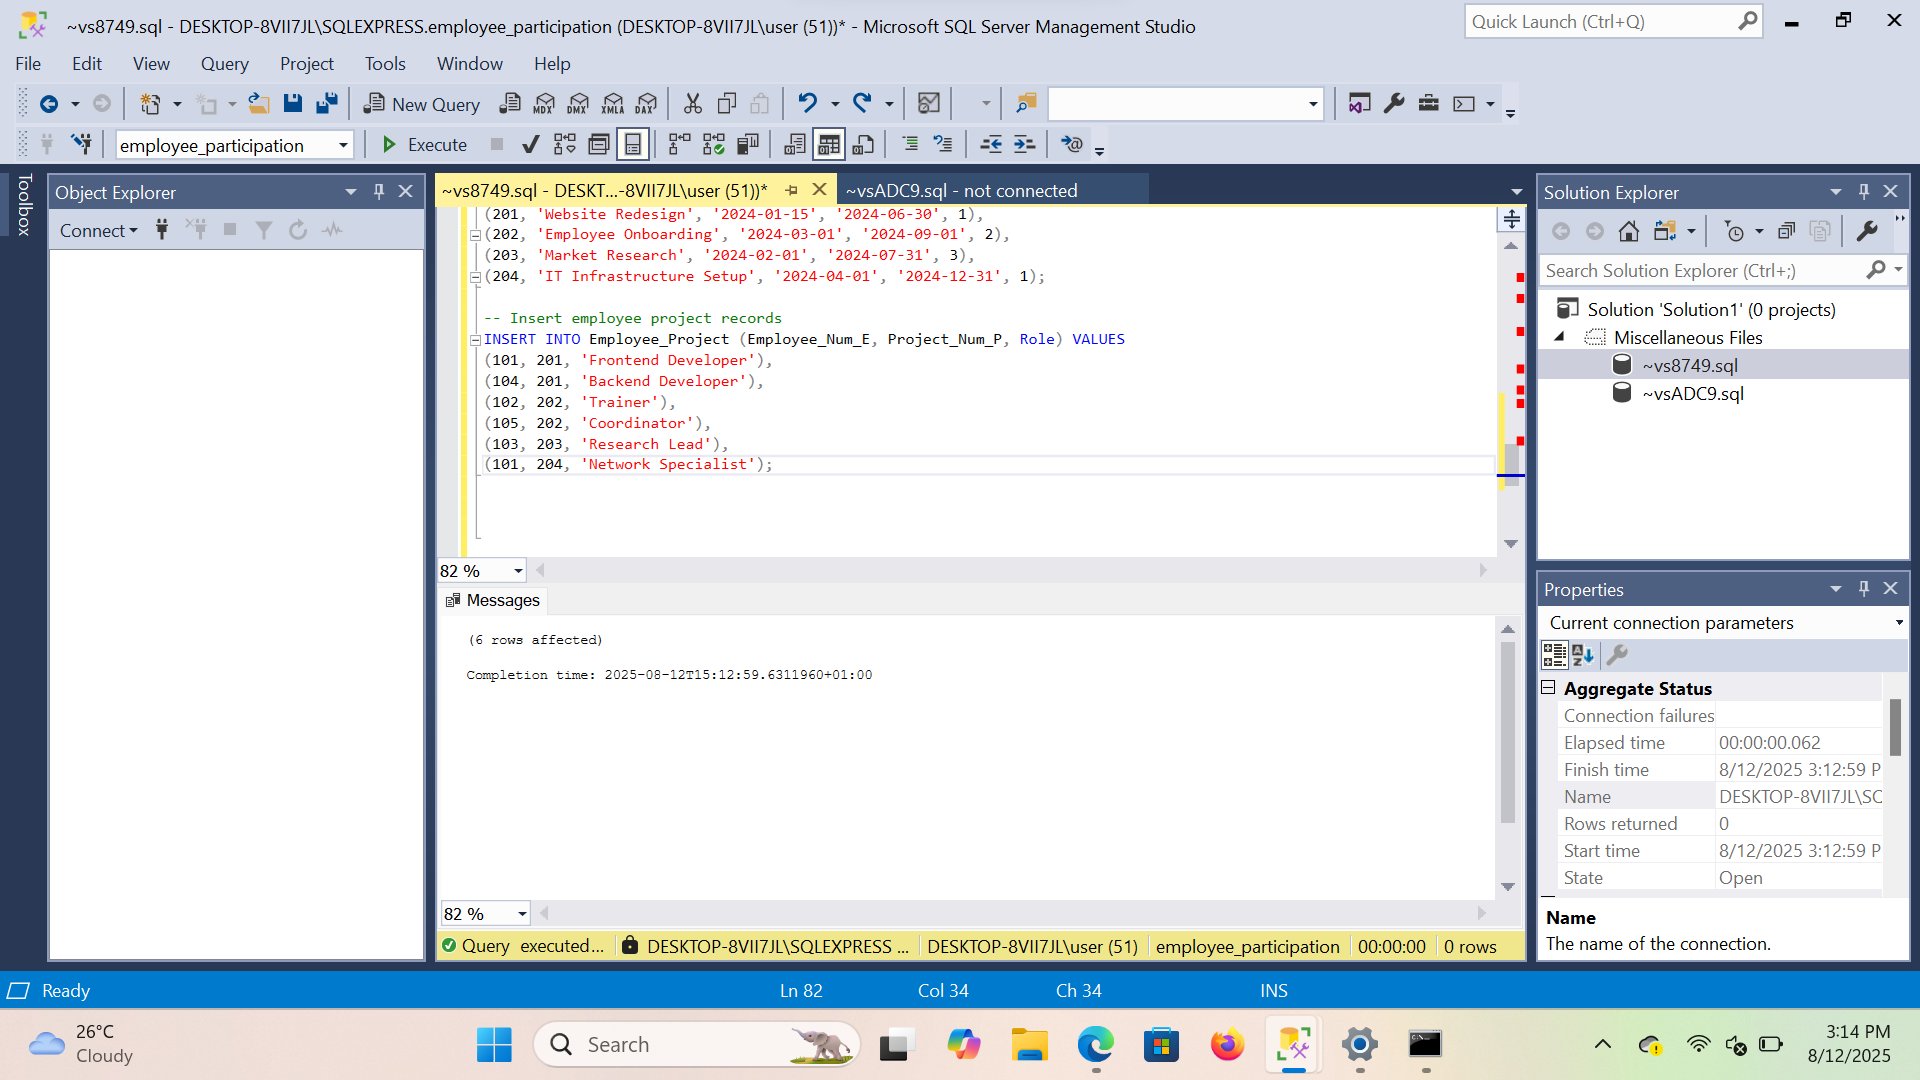 ~vs8749.sql - DESKTOP-8VII7JL\SQLEXPRESS.employee_participation (DESKTOP-8VII7JL\user (51))* - Microsoft SQL Server Management Studio
Quick Launch (Ctrl+Q)
File Edit View Query Project Tools Window Help
New Query MDX DMX XMLA DAX
employee_participation Execute
Toolbox
Object Explorer
Connect
~vs8749.sql - DESKT...-8VII7JL\user (51))* ~vsADC9.sql - not connected
(201, 'Website Redesign', '2024-01-15', '2024-06-30', 1),
(202, 'Employee Onboarding', '2024-03-01', '2024-09-01', 2),
(203, 'Market Research', '2024-02-01', '2024-07-31', 3),
(204, 'IT Infrastructure Setup', '2024-04-01', '2024-12-31', 1);
-- Insert employee project records
INSERT INTO Employee_Project (Employee_Num_E, Project_Num_P, Role) VALUES
(101, 201, 'Frontend Developer'),
(104, 201, 'Backend Developer'),
(102, 202, 'Trainer'),
(105, 202, 'Coordinator'),
(103, 203, 'Research Lead'),
(101, 204, 'Network Specialist');
82 %
Messages
(6 rows affected)
Completion time: 2025-08-12T15:12:59.6311960+01:00
82 %
Query executed... DESKTOP-8VII7JL\SQLEXPRESS ... DESKTOP-8VII7JL\user (51) employee_participation 00:00:00 0 rows
Solution Explorer
Search Solution Explorer (Ctrl+;)
Solution 'Solution1' (0 projects)
Miscellaneous Files
~vs8749.sql
~vsADC9.sql
Properties
Current connection parameters
Aggregate Status
Connection failures
Elapsed time 00:00:00.062
Finish time 8/12/2025 3:12:59 P
Name DESKTOP-8VII7JL\SC
Rows returned 0
Start time 8/12/2025 3:12:59 P
State Open
Name
The name of the connection.
Ready Ln 82 Col 34 Ch 34 INS
26°C
Cloudy
Search
3:14 PM
8/12/2025